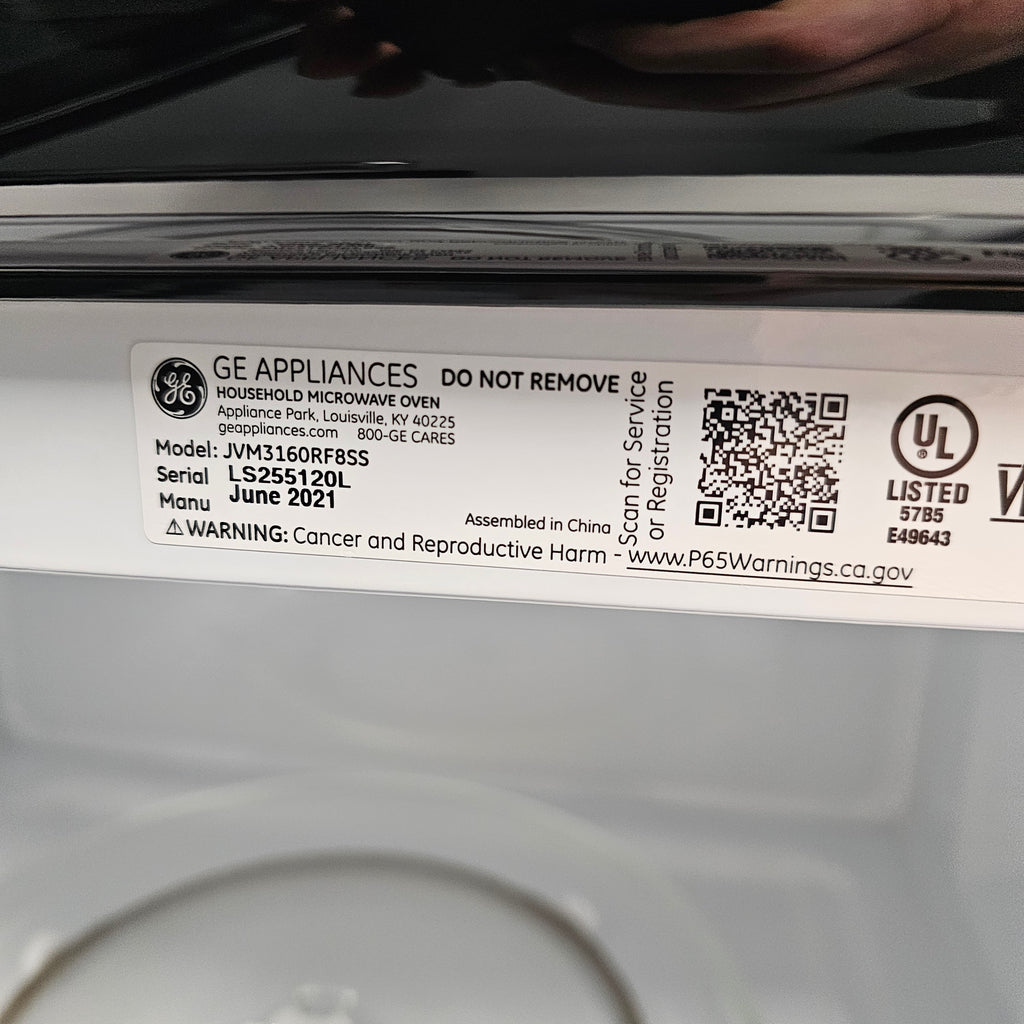 GE
GE APPLIANCES
DO NOT REMOVE
HOUSEHOLD MICROWAVE OVEN
Appliance Park, Louisville, KY 40225
geappliances.com 800-GE CARES
Model: JVM3160RF8SS
Serial LS255120L
Manu June 2021
Assembled in China
⚠WARNING: Cancer and Reproductive Harm - www.P65Warnings.ca.gov
Scan for Service
or Registration
UL
®
LISTED
57B5
E49643